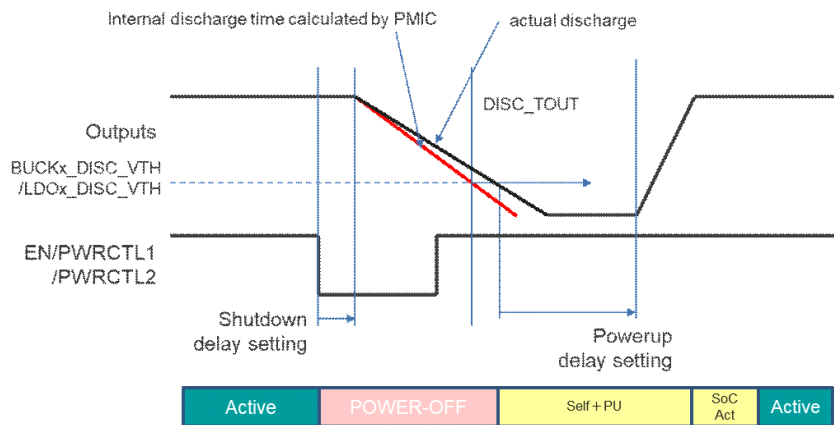 Internal discharge time calculated by PMIC
actual discharge
DISC_TOUT
Outputs
BUCKx_DISC_VTH
/LDOx_DISC_VTH
EN/PWRCTL1
/PWRCTL2
Shutdown
delay setting
Powerup
delay setting
Active
POWER-OFF
Self + PU
SoC
Act
Active